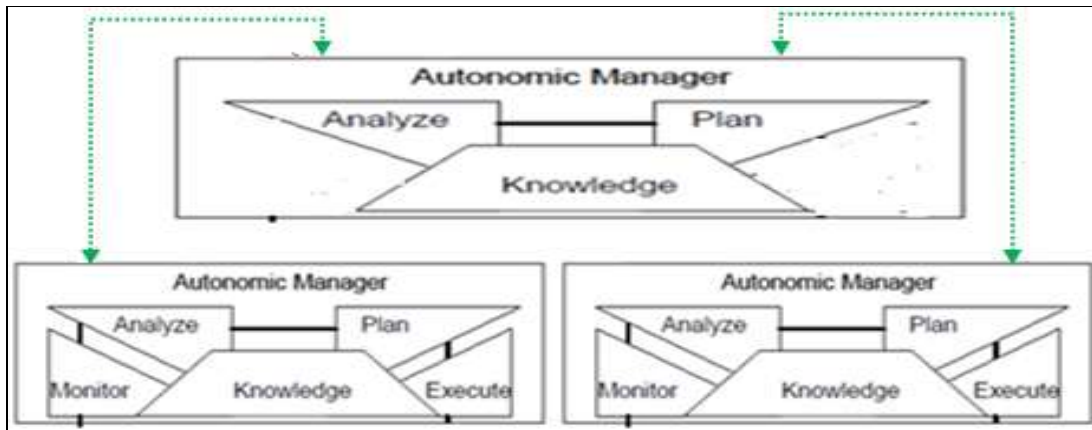 Autonomic Manager
Analyze Plan
Knowledge
Autonomic Manager
Analyze Plan
Monitor Knowledge Execute
Autonomic Manager
Analyze Plan
Monitor Knowledge Execute